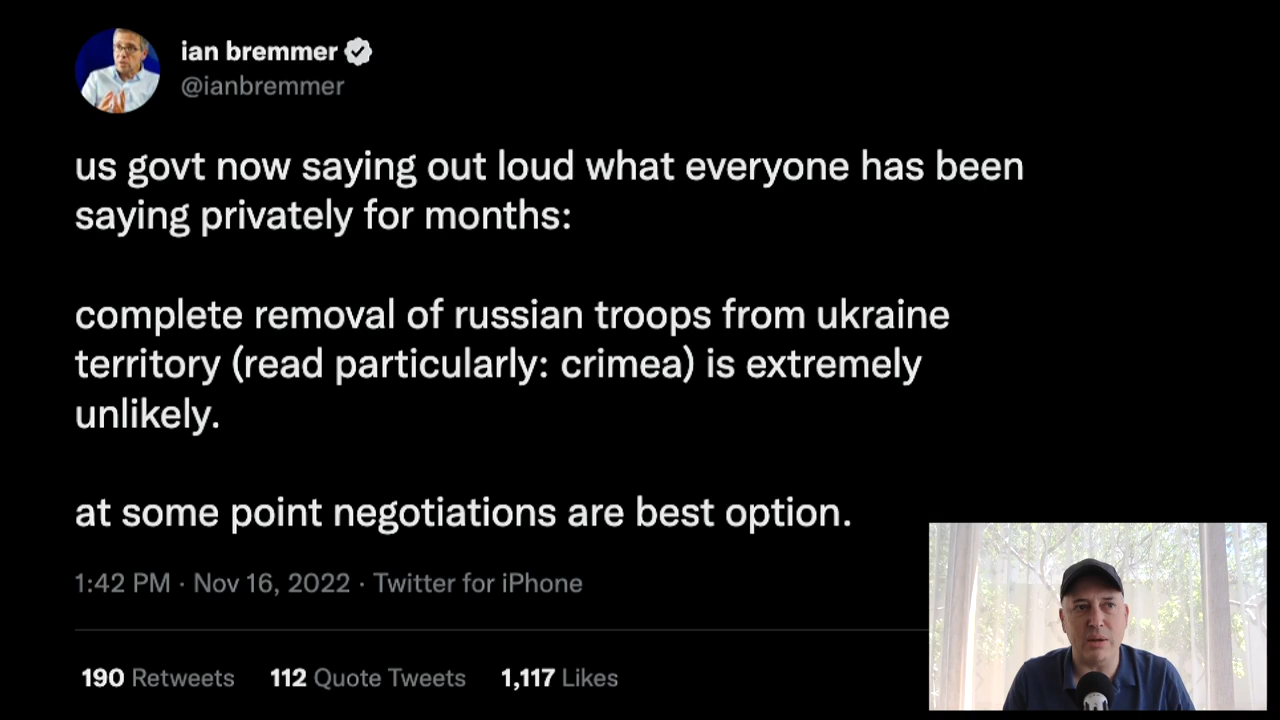 ian bremmer
@ianbremmer
us govt now saying out loud what everyone has been
saying privately for months:
complete removal of russian troops from ukraine
territory (read particularly: crimea) is extremely
unlikely.
at some point negotiations are best option.
1:42 PM · Nov 16, 2022 · Twitter for iPhone
190 Retweets 112 Quote Tweets 1,117 Likes